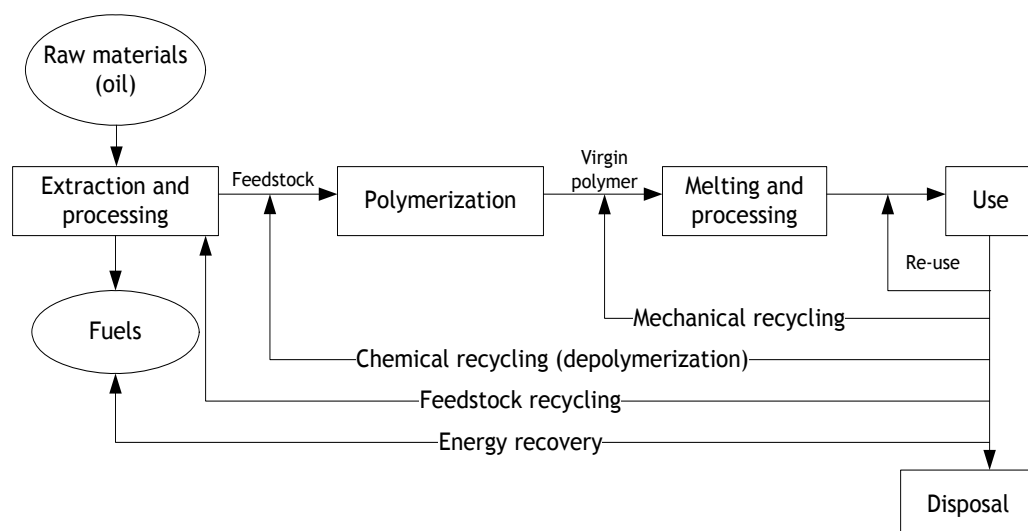 Raw materials
(oil)
Extraction and
processing
Feedstock
Polymerization
Virgin
polymer
Melting and
processing
Use
Re-use
Fuels
Mechanical recycling
Chemical recycling (depolymerization)
Feedstock recycling
Energy recovery
Disposal